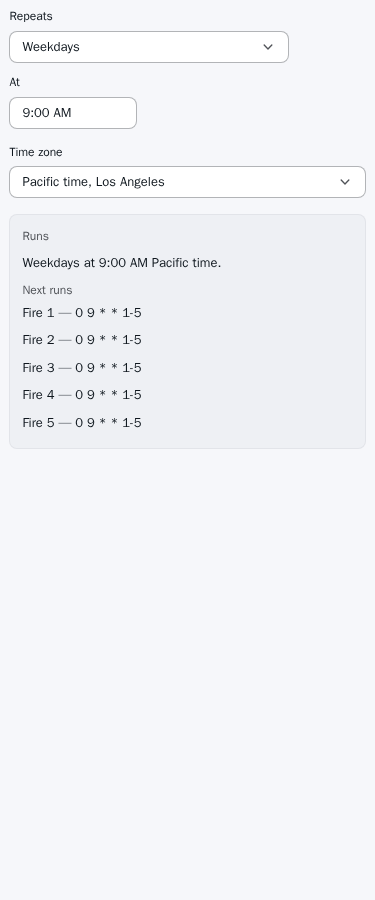 Repeats
Weekdays
At
9:00 AM
Time zone
Pacific time, Los Angeles
Runs
Weekdays at 9:00 AM Pacific time.
Next runs
Fire 1 — 0 9 * * 1-5
Fire 2 — 0 9 * * 1-5
Fire 3 — 0 9 * * 1-5
Fire 4 — 0 9 * * 1-5
Fire 5 — 0 9 * * 1-5